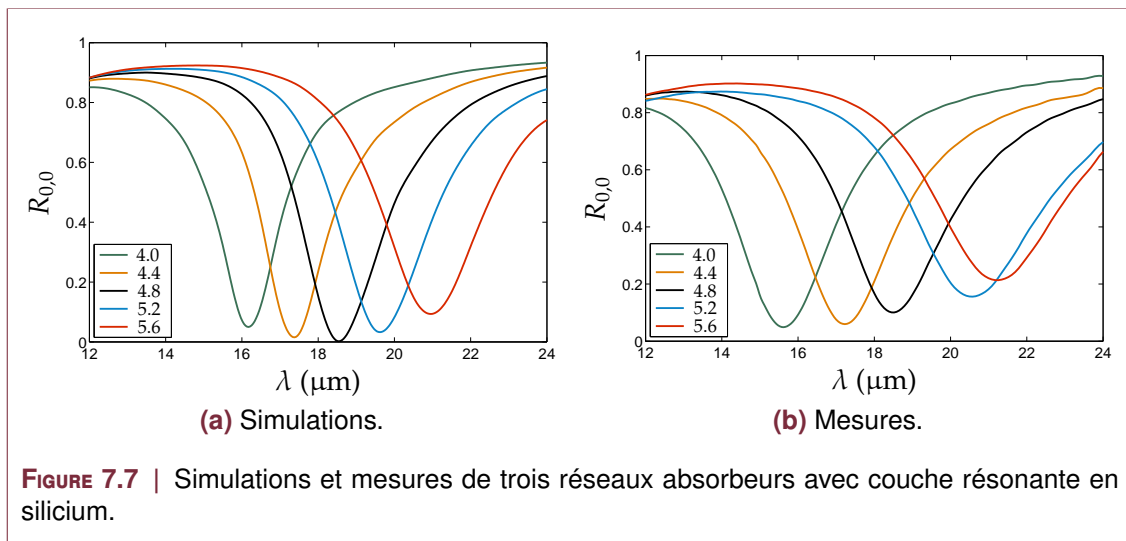 1
0.8
0.6
0.4
0.2
0
R0,0
4.0
4.4
4.8
5.2
5.6
12 14 16 18 20 22 24
λ (μm)
(a) Simulations.
1
0.8
0.6
0.4
0.2
0
R0,0
4.0
4.4
4.8
5.2
5.6
12 14 16 18 20 22 24
λ (μm)
(b) Mesures.
FIGURE 7.7 | Simulations et mesures de trois réseaux absorbeurs avec couche résonante en
silicium.